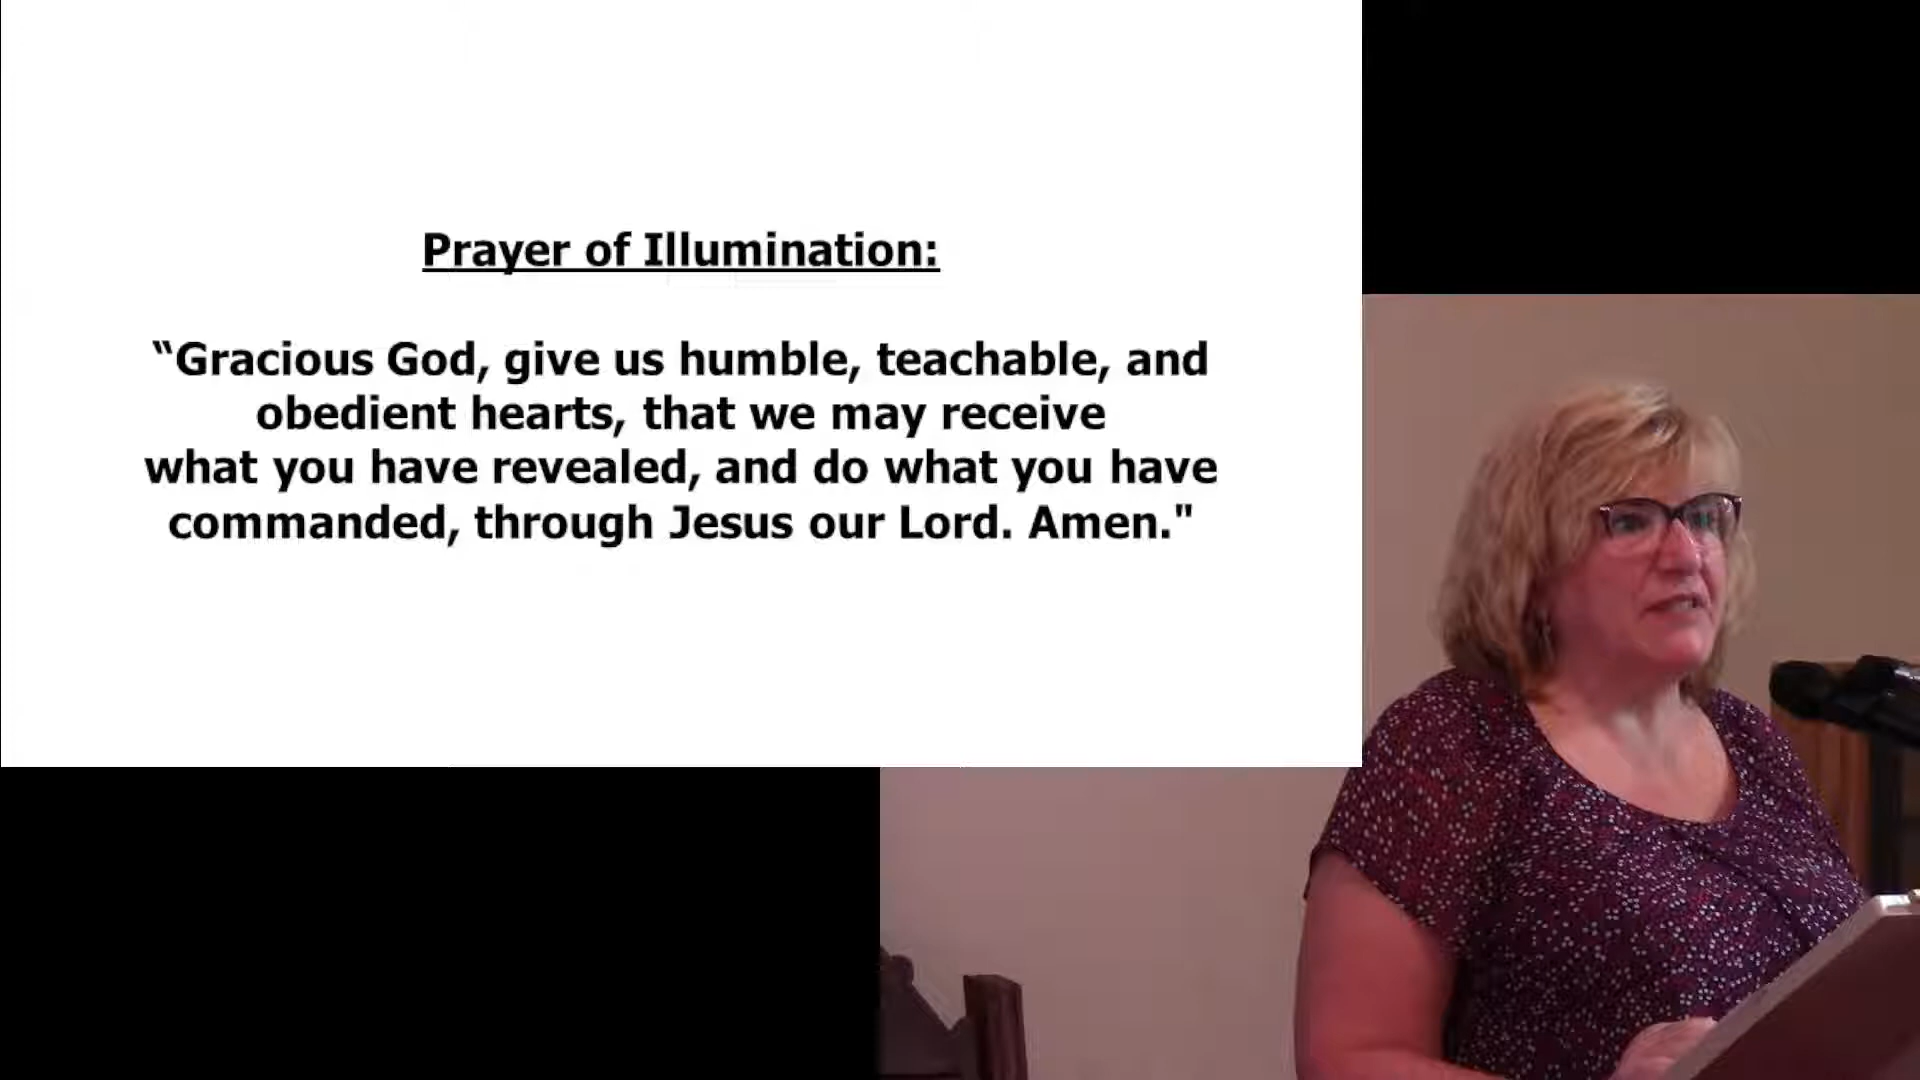 Prayer of Illumination:
“Gracious God, give us humble, teachable, and
obedient hearts, that we may receive
what you have revealed, and do what you have
commanded, through Jesus our Lord. Amen."